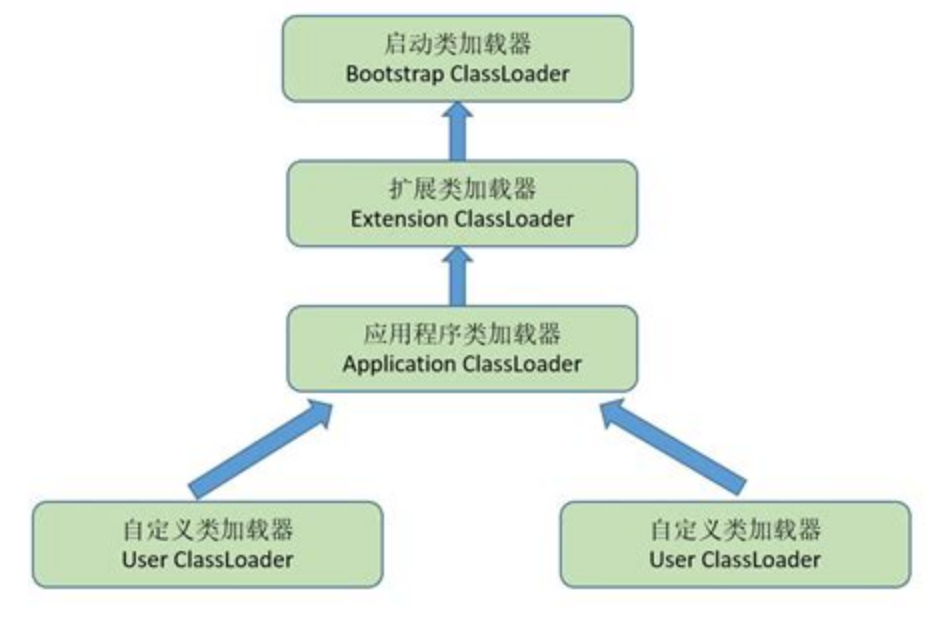 启动类加载器
Bootstrap ClassLoader
扩展类加载器
Extension ClassLoader
应用程序类加载器
Application ClassLoader
自定义类加载器
User ClassLoader
自定义类加载器
User ClassLoader